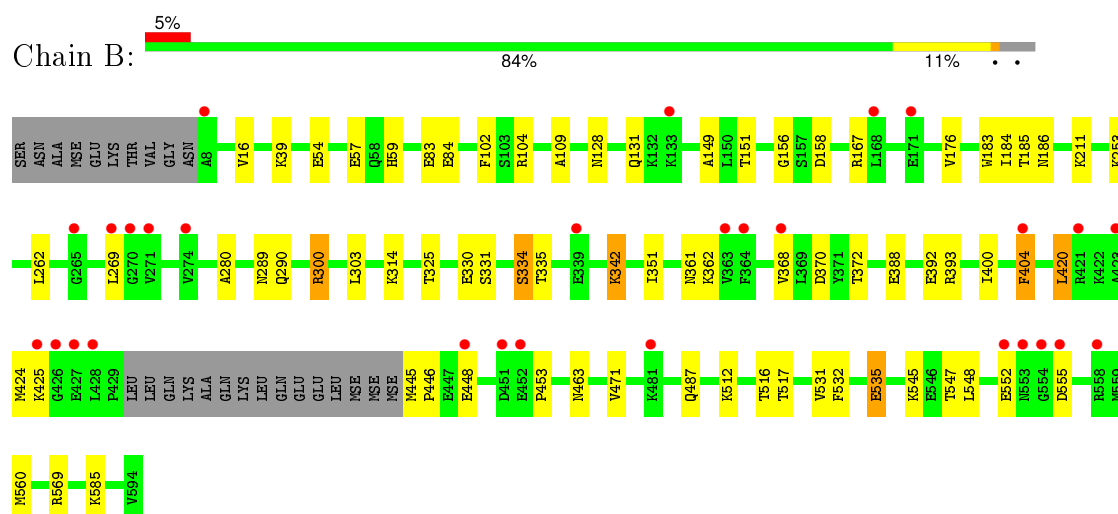 5%
Chain B:
84% 11% • •
SER ASN ALA MSE GLU LYS THR VAL GLY ASN A8 V16 K39 E54 E57 Q58 H59 E83 E84 F102 S103 R104 A109 N128 Q131 K132 K133 A149 L150 T151 G156 S157 D158 R167 L168 E171 V176 W183 I184 T185 N186 K211 K253
L262 G265 L269 G270 V271 V274 A280 N289 Q290 R300 L303 K314 T325 E330 S331 S334 T335 E339 K342 I351 N361 K362 V363 F364 V368 L369 D370 Y371 T372 E388 E392 R393 I400 F404 L420 R421 K422 A423
M424 K425 G426 E427 L428 P429 LEU LEU GLN LYS ALA GLN LYS LEU GLN GLU GLU LEU MSE MSE MSE M445 P446 E447 E448 D451 E452 P453 N463 V471 K481 Q487 K512 T516 T517 V531 F532 E535 K545 E546 T547 L548 E552 N553 G554 D555 R558 M559
M560 R569 K585 V594